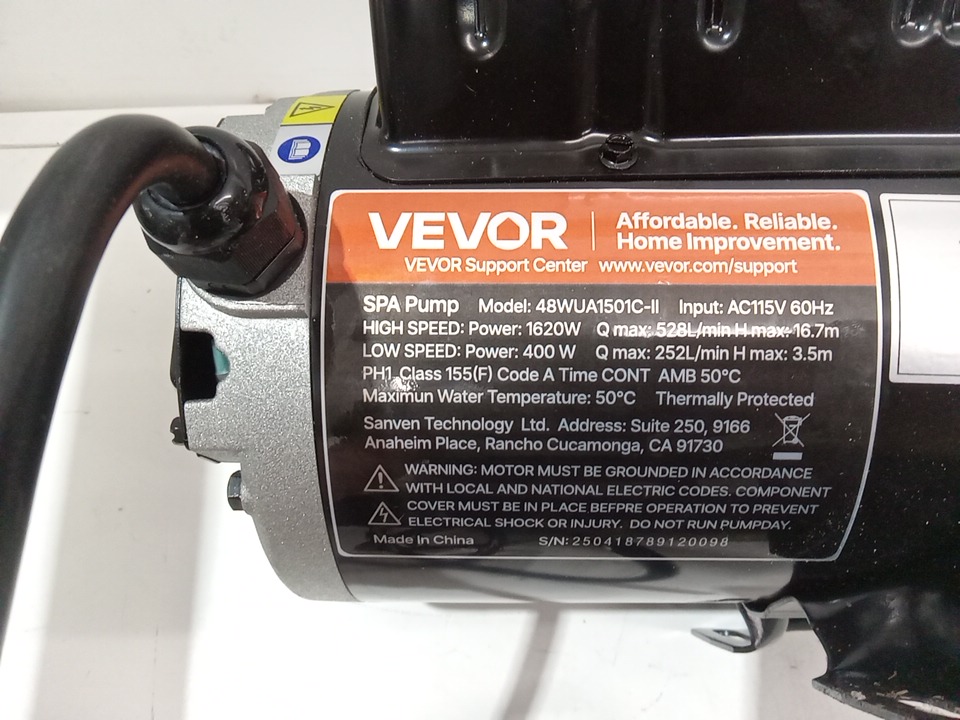 VEVOR
Affordable. Reliable.
Home Improvement.
VEVOR Support Center www.vevor.com/support
SPA Pump Model: 48WUA1501C-II Input: AC115V 60Hz
HIGH SPEED: Power: 1620W Q max: 528L/min H max: 16.7m
LOW SPEED: Power: 400 W Q max: 252L/min H max: 3.5m
PH1 Class 155(F) Code A Time CONT AMB 50°C
Maximun Water Temperature: 50°C Thermally Protected
Sanven Technology Ltd. Address: Suite 250, 9166
Anaheim Place, Rancho Cucamonga, CA 91730
WARNING: MOTOR MUST BE GROUNDED IN ACCORDANCE
WITH LOCAL AND NATIONAL ELECTRIC CODES. COMPONENT
COVER MUST BE IN PLACE BEFPRE OPERATION TO PREVENT
ELECTRICAL SHOCK OR INJURY. DO NOT RUN PUMPDAY.
Made in China S/N: 250418789120098